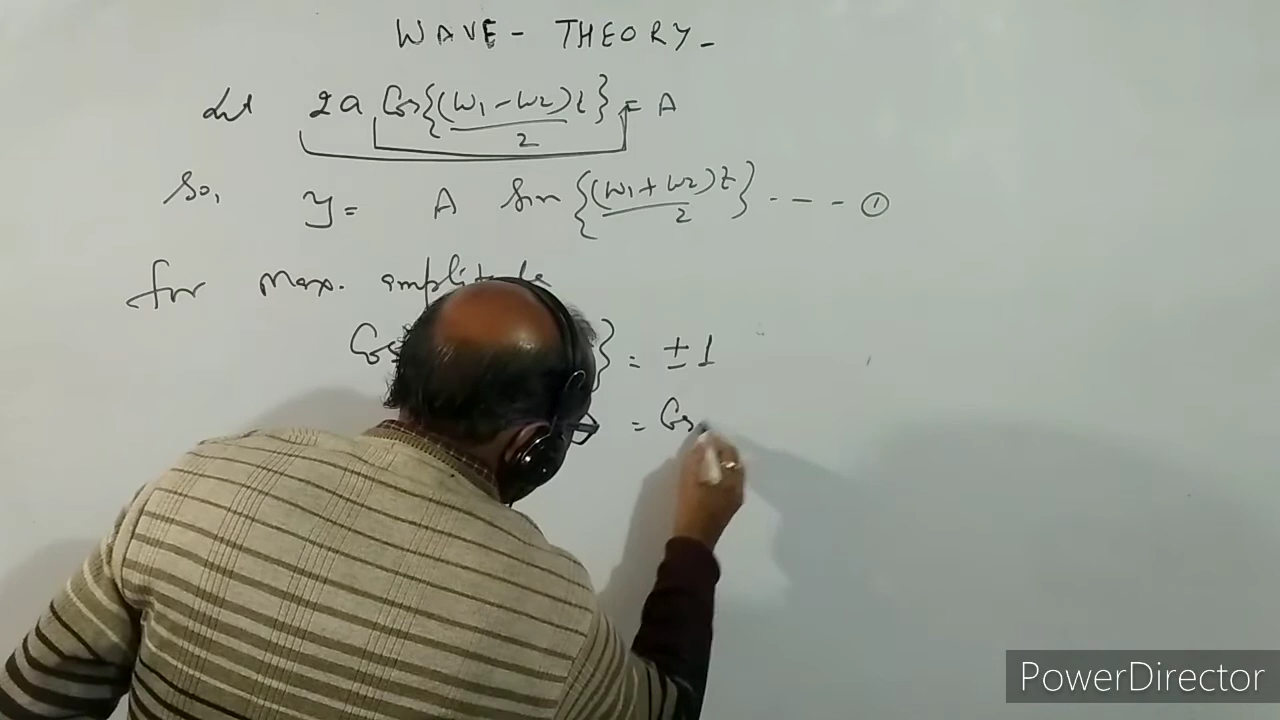 WAVE - THEORY -
Let 2a Cos{(ω1-ω2)t/2} = A
So, y = A Sin{(ω1+ω2)t/2} ---- ①
for max. amplitude
Cos } = ±1
= Cos
PowerDirector